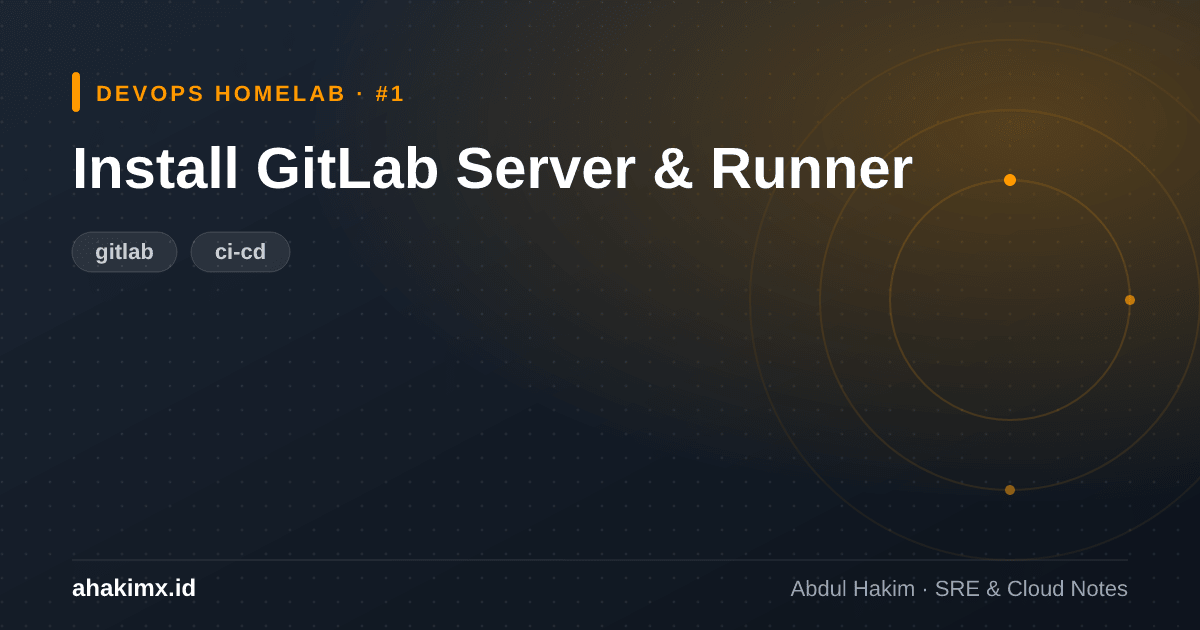 DEVOPS HOMELAB · #1
Install GitLab Server & Runner
gitlab ci-cd
ahakimx.id
Abdul Hakim · SRE & Cloud Notes